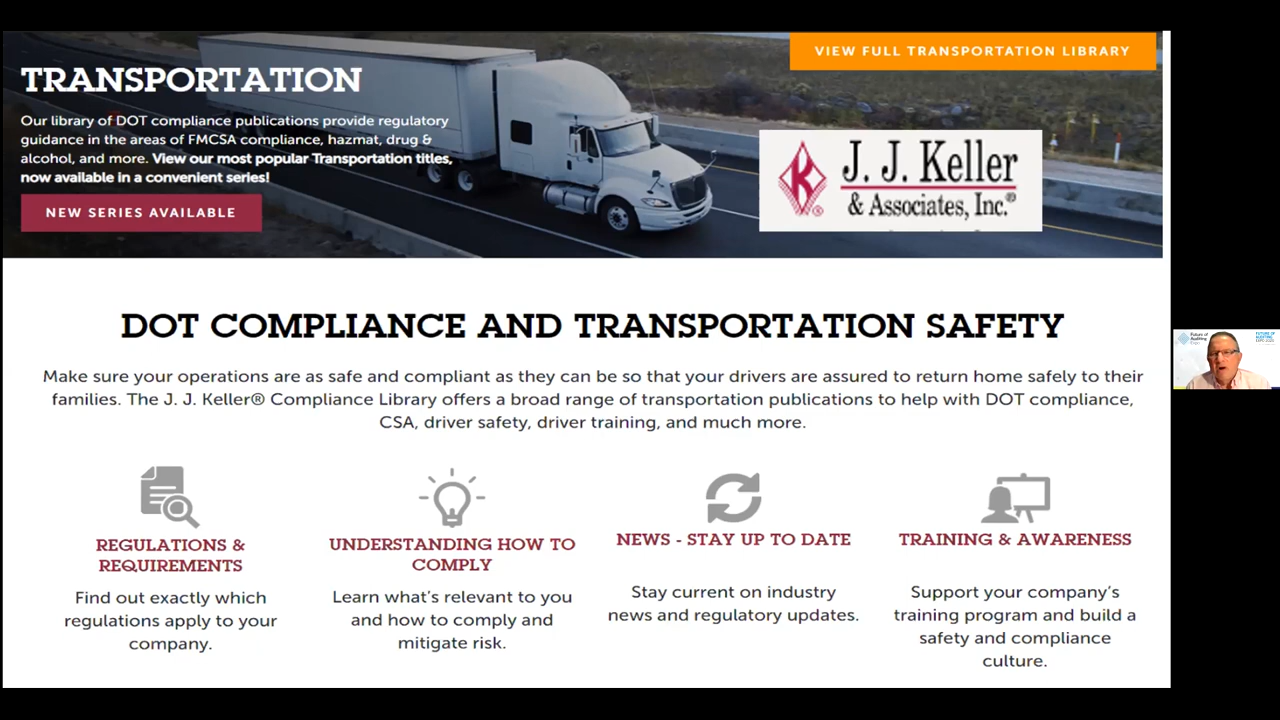 VIEW FULL TRANSPORTATION LIBRARY
TRANSPORTATION
Our library of DOT compliance publications provide regulatory
guidance in the areas of FMCSA compliance, hazmat, drug &
alcohol, and more. View our most popular Transportation titles,
now available in a convenient series!
NEW SERIES AVAILABLE
K
J. J. Keller
& Associates, Inc.®
DOT COMPLIANCE AND TRANSPORTATION SAFETY
Make sure your operations are as safe and compliant as they can be so that your drivers are assured to return home safely to their
families. The J. J. Keller® Compliance Library offers a broad range of transportation publications to help with DOT compliance,
CSA, driver safety, driver training, and much more.
REGULATIONS &
REQUIREMENTS
Find out exactly which
regulations apply to your
company.
UNDERSTANDING HOW TO
COMPLY
Learn what's relevant to you
and how to comply and
mitigate risk.
NEWS - STAY UP TO DATE
Stay current on industry
news and regulatory updates.
TRAINING & AWARENESS
Support your company's
training program and build a
safety and compliance
culture.
Future of
Auditing